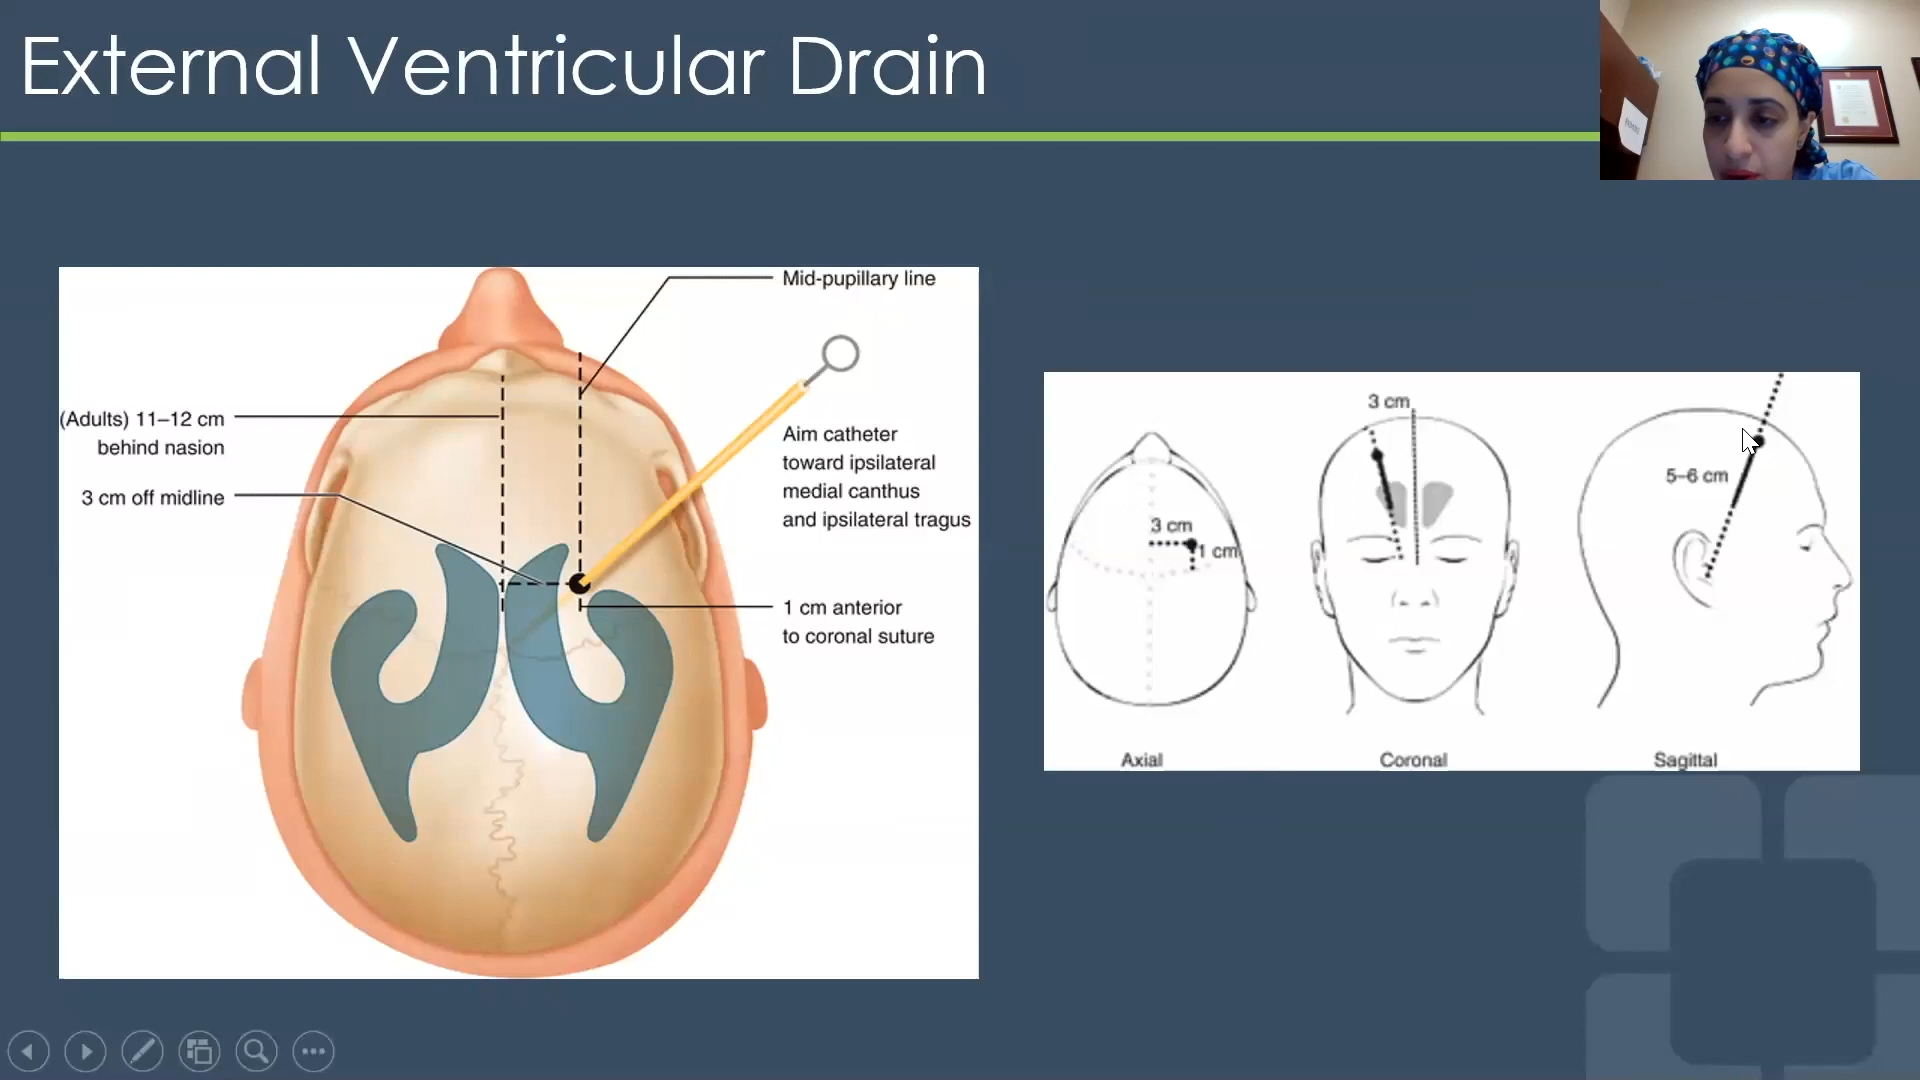 External Ventricular Drain
Mid-pupillary line
(Adults) 11–12 cm
behind nasion
3 cm off midline
Aim catheter
toward ipsilateral
medial canthus
and ipsilateral tragus
1 cm anterior
to coronal suture
3 cm
1 cm
Axial
3 cm
Coronal
5–6 cm
Sagittal